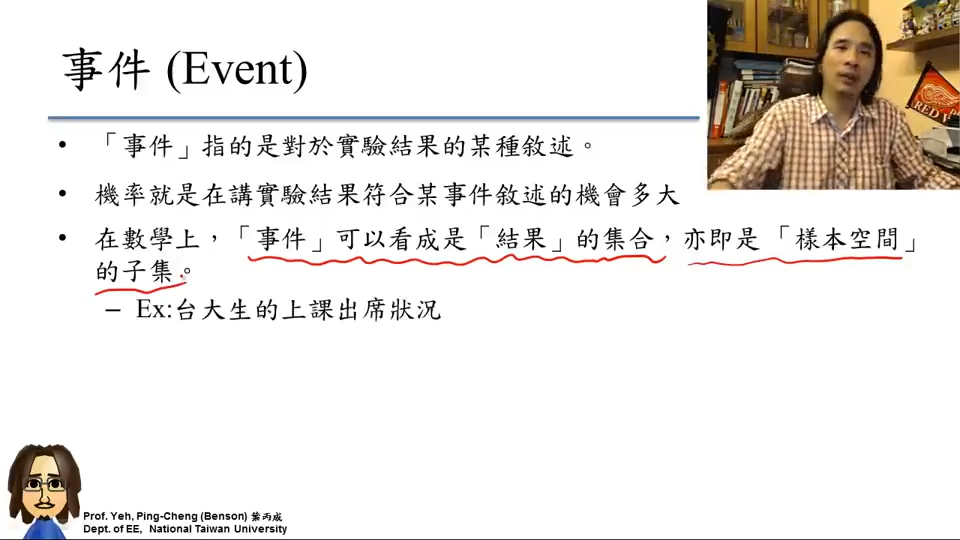 事件 (Event)
• 「事件」指的是對於實驗結果的某種敘述。
• 機率就是在講實驗結果符合某事件敘述的機會多大
• 在數學上，「事件」可以看成是「結果」的集合，亦即是「樣本空間」
的子集。
– Ex:台大生的上課出席狀況
RED
Prof. Yeh, Ping-Cheng (Benson) 葉丙成
Dept. of EE, National Taiwan University